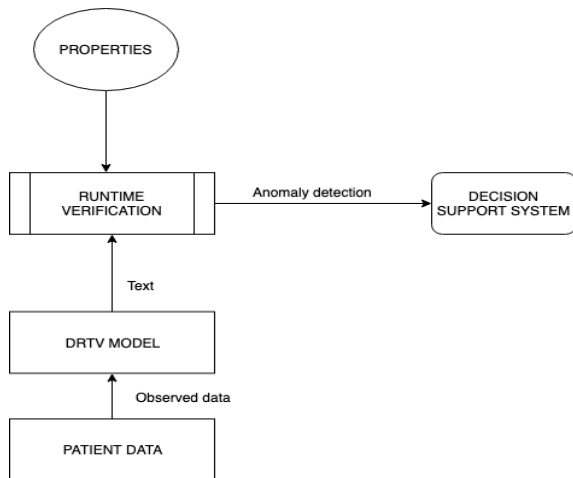 PROPERTIES
RUNTIME
VERIFICATION
Anomaly detection
DECISION
SUPPORT SYSTEM
Text
DRTV MODEL
Observed data
PATIENT DATA